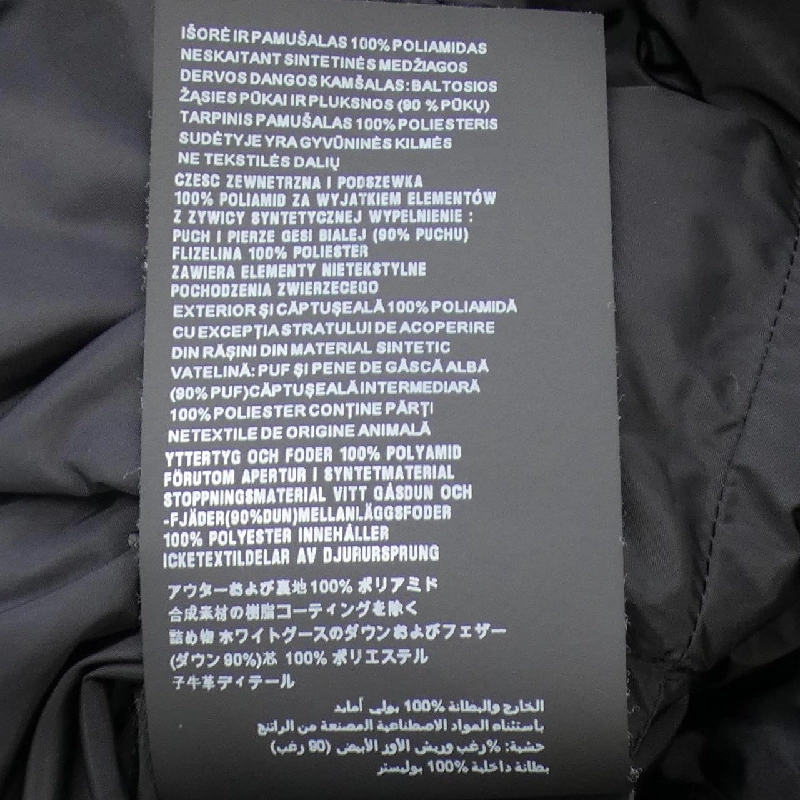 IŠORĖ IR PAMUŠALAS 100% POLIAMIDAS
NESKAITANT SINTETINĖS MEDŽIAGOS
DERVOS DANGOS KAMŠALAS: BALTOSIOS
ŽĄSIES PŪKAI IR PLUKSNOS (90 % PŪKŲ)
TARPINIS PAMUŠALAS 100% POLIESTERIS
SUDĖTYJE YRA GYVŪNINĖS KILMĖS
NE TEKSTILĖS DALIŲ
CZESC ZEWNETRZNA I PODSZEWKA
100% POLIAMID ZA WYJATKIEM ELEMENTÓW
Z ZYWICY SYNTETYCZNEJ WYPELNIENIE :
PUCH I PIERZE GESI BIALEJ (90% PUCHU)
FLIZELINA 100% POLIESTER
ZAWIERA ELEMENTY NIETEKSTYLNE
POCHODZENIA ZWIERZECEGO
EXTERIOR ŞI CĂPTUŞEALĂ 100% POLIAMIDĂ
CU EXCEPŢIA STRATULUI DE ACOPERIRE
DIN RĂŞINI DIN MATERIAL SINTETIC
VATELINĂ: PUF ŞI PENE DE GÂSCĂ ALBĂ
(90% PUF)CĂPTUŞEALĂ INTERMEDIARĂ
100% POLIESTER CONŢINE PĂRŢI
NETEXTILE DE ORIGINE ANIMALĂ
YTTERTYG OCH FODER 100% POLYAMID
FÖRUTOM APERTUR I SYNTETMATERIAL
STOPPNINGSMATERIAL VITT GÅSDUN OCH
-FJÄDER(90%DUN)MELLANLÄGGSFODER
100% POLYESTER INNEHÅLLER
ICKETEXTILDELAR AV DJURURSPRUNG
アウターおよび裏地100% ポリアミド
合成素材の樹脂コーティングを除く
詰め物 ホワイトグースのダウンおよびフェザー
(ダウン 90%)芯 100% ポリエステル
子牛革ディテール
الخارج والبطانة %100 بولي أمايد
باستثناء المواد الاصطناعية المصنعة من الراتنج
حشية: %رغب وريش الأوز الأبيض (90 رغب)
بطانة داخلية %100 بوليستر